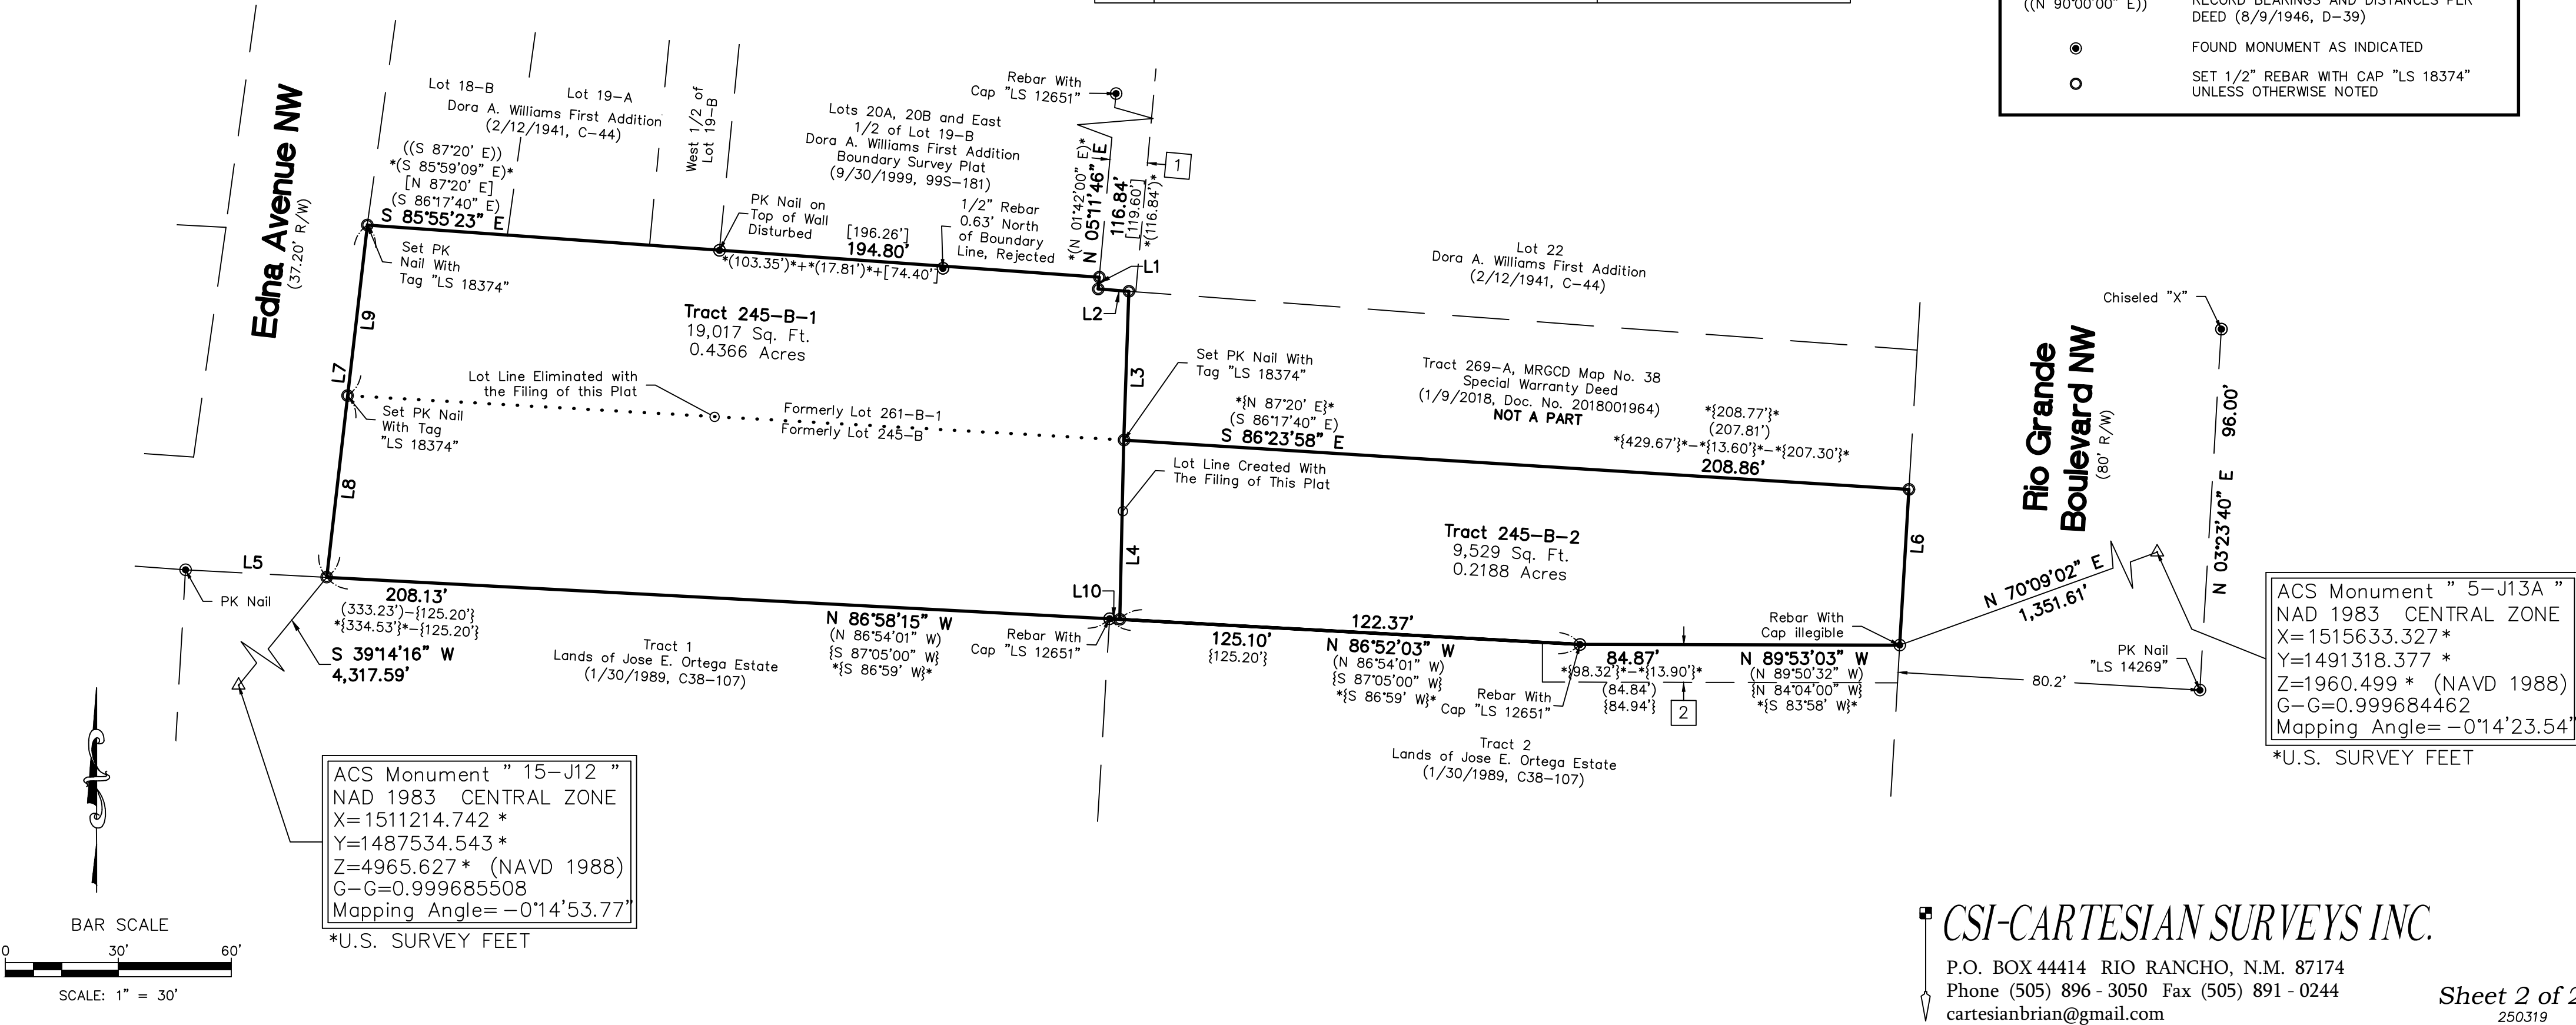 ((N 90°00'00" E))
RECORD BEARINGS AND DISTANCES PER
DEED (8/9/1946, D-39)
FOUND MONUMENT AS INDICATED
SET 1/2" REBAR WITH CAP "LS 18374"
UNLESS OTHERWISE NOTED
Edna Avenue NW
(37.20' R/W)
Lot 18-B
Lot 19-A
Dora A. Williams First Addition
(2/12/1941, C-44)
West 1/2 of
Lot 19-B
Lots 20A, 20B and East
1/2 of Lot 19-B
Dora A. Williams First Addition
Boundary Survey Plat
(9/30/1999, 99S-181)
Rebar With
Cap "LS 12651"
*(N 01°42'00" E)*
N 05°11'46" E
116.84'
[119.60']
*(116.84')*
1
((S 87°20' E))
*(S 85°59'09" E)*
[N 87°20' E]
(S 86°17'40" E)
S 85°55'23" E
Set PK
Nail With
Tag "LS 18374"
PK Nail on
Top of Wall
Disturbed
[196.26']
194.80'
*(103.35')*+*(17.81')*+[74.40']
1/2" Rebar
0.63' North
of Boundary
Line, Rejected
L1
L2
Lot 22
Dora A. Williams First Addition
(2/12/1941, C-44)
Tract 245-B-1
19,017 Sq. Ft.
0.4366 Acres
L9
L7
L8
Lot Line Eliminated with
the Filing of this Plat
Formerly Lot 261-B-1
Formerly Lot 245-B
Set PK Nail
With Tag
"LS 18374"
L3
Set PK Nail With
Tag "LS 18374"
Tract 269-A, MRGCD Map No. 38
Special Warranty Deed
(1/9/2018, Doc. No. 2018001964)
NOT A PART
*{N 87°20' E}*
(S 86°17'40" E)
S 86°23'58" E
*{208.77'}*
(207.81')
*{429.67'}*-*{13.60'}*-*{207.30'}*
208.86'
Lot Line Created With
The Filing of This Plat
L4
Tract 245-B-2
9,529 Sq. Ft.
0.2188 Acres
L6
Rio Grande
Boulevard NW
(80' R/W)
Chiseled "X"
N 03°23'40" E 96.00'
N 70°09'02" E
1,351.61'
PK Nail
"LS 14269"
80.2'
ACS Monument " 5-J13A "
NAD 1983 CENTRAL ZONE
X=1515633.327*
Y=1491318.377 *
Z=1960.499 * (NAVD 1988)
G-G=0.999684462
Mapping Angle= -0°14'23.54"
*U.S. SURVEY FEET
L5
PK Nail
208.13'
(333.23')-{125.20'}
*{334.53'}*-{125.20'}
S 39°14'16" W
4,317.59'
Tract 1
Lands of Jose E. Ortega Estate
(1/30/1989, C38-107)
N 86°58'15" W
(N 86°54'01" W)
{S 87°05'00" W}
*{S 86°59' W}*
L10
Rebar With
Cap "LS 12651"
122.37'
125.10'
{125.20'}
N 86°52'03" W
(N 86°54'01" W)
{S 87°05'00" W}
*{S 86°59' W}*
Rebar With
Cap "LS 12651"
84.87'
*{98.32'}*-*{13.90'}*
(84.84')
{84.94'}
2
Rebar With
Cap illegible
N 89°53'03" W
(N 89°50'32" W)
{N 84°04'00" W}
*{S 83°58' W}*
Tract 2
Lands of Jose E. Ortega Estate
(1/30/1989, C38-107)
ACS Monument " 15-J12 "
NAD 1983 CENTRAL ZONE
X=1511214.742 *
Y=1487534.543 *
Z=4965.627* (NAVD 1988)
G-G=0.999685508
Mapping Angle= -0°14'53.77"
*U.S. SURVEY FEET
BAR SCALE
0 30' 60'
SCALE: 1" = 30'
CSI-CARTESIAN SURVEYS INC.
P.O. BOX 44414 RIO RANCHO, N.M. 87174
Phone (505) 896 - 3050 Fax (505) 891 - 0244
cartesianbrian@gmail.com
Sheet 2 of 2
250319